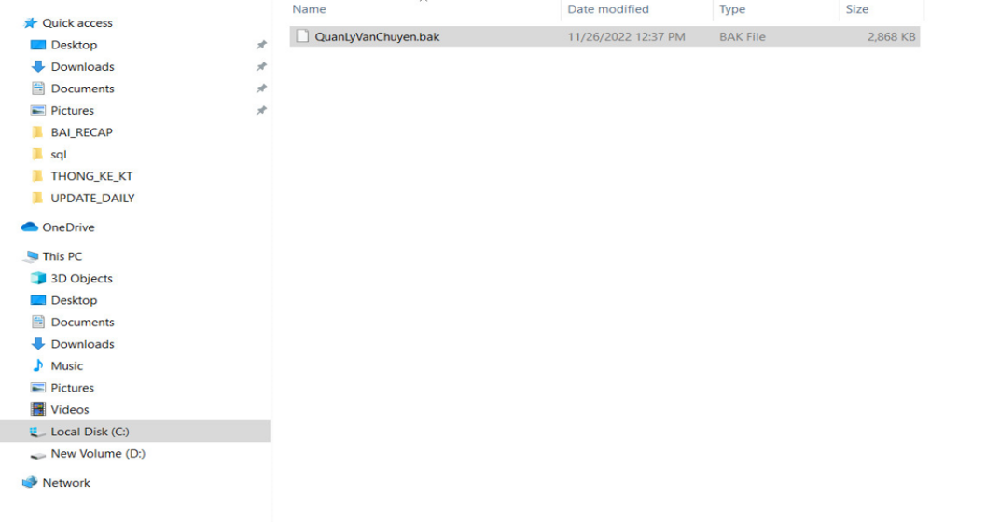 Name Date modified Type Size
QuanLyVanChuyen.bak 11/26/2022 12:37 PM BAK File 2,868 KB
Quick access
Desktop
Downloads
Documents
Pictures
BAI_RECAP
sql
THONG_KE_KT
UPDATE_DAILY
OneDrive
This PC
3D Objects
Desktop
Documents
Downloads
Music
Pictures
Videos
Local Disk (C:)
New Volume (D:)
Network